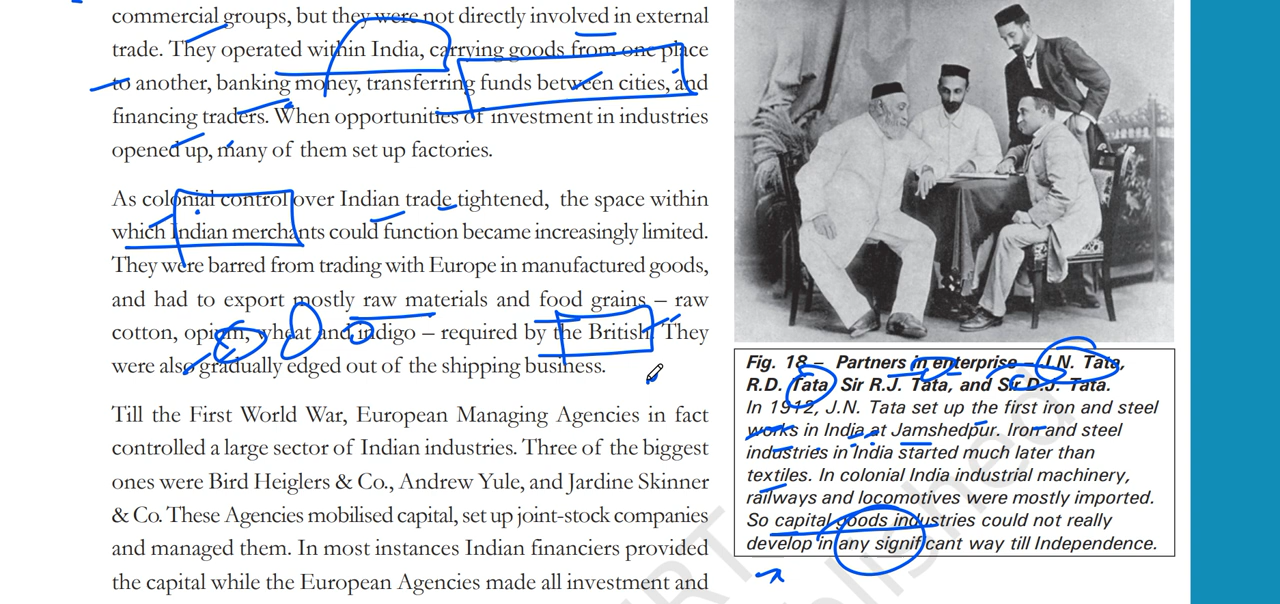 commercial groups, but they were not directly involved in external
trade. They operated within India, carrying goods from one place
to another, banking money, transferring funds between cities, and
financing traders. When opportunities of investment in industries
opened up, many of them set up factories.
As colonial control over Indian trade tightened, the space within
which Indian merchants could function became increasingly limited.
They were barred from trading with Europe in manufactured goods,
and had to export mostly raw materials and food grains – raw
cotton, opium, wheat and indigo – required by the British. They
were also gradually edged out of the shipping business.
Till the First World War, European Managing Agencies in fact
controlled a large sector of Indian industries. Three of the biggest
ones were Bird Heiglers & Co., Andrew Yule, and Jardine Skinner
& Co. These Agencies mobilised capital, set up joint-stock companies
and managed them. In most instances Indian financiers provided
the capital while the European Agencies made all investment and
Fig. 18 – Partners in enterprise – J.N. Tata,
R.D. Tata Sir R.J. Tata, and Sir D.J. Tata.
In 1912, J.N. Tata set up the first iron and steel
works in India at Jamshedpur. Iron and steel
industries in India started much later than
textiles. In colonial India industrial machinery,
railways and locomotives were mostly imported.
So capital goods industries could not really
develop in any significant way till Independence.